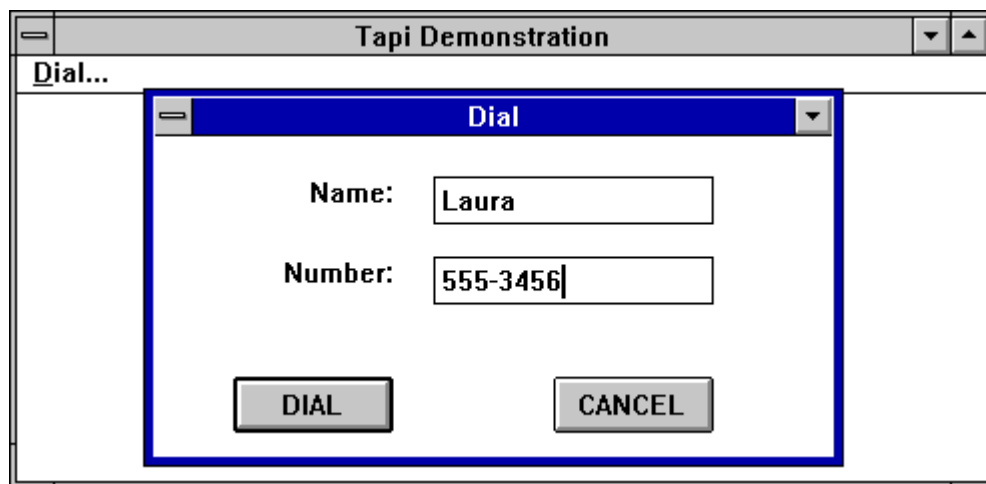 Tapi Demonstration
Dial...
Dial
Name: Laura
Number: 555-3456
DIAL CANCEL